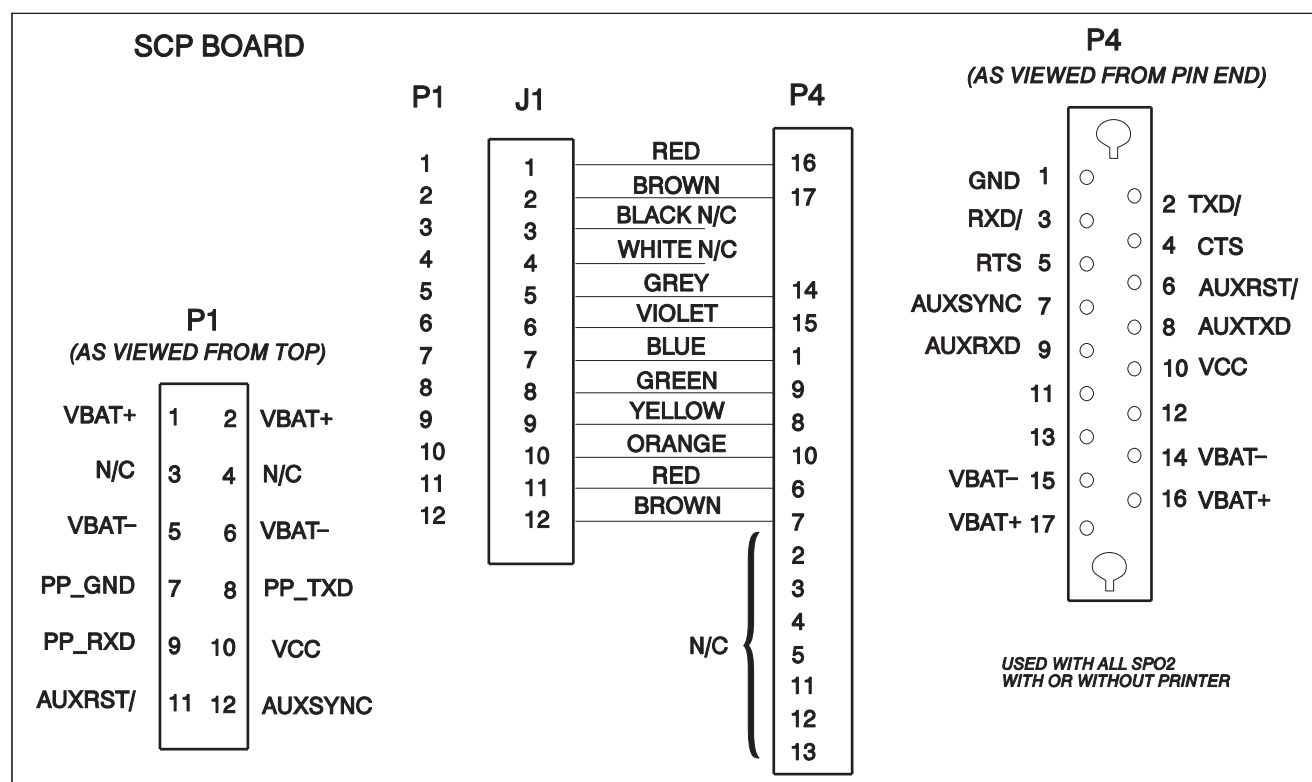 SCP BOARD
P1
(AS VIEWED FROM TOP)
VBAT+ 1 2 VBAT+
N/C 3 4 N/C
VBAT– 5 6 VBAT–
PP_GND 7 8 PP_TXD
PP_RXD 9 10 VCC
AUXRST/ 11 12 AUXSYNC
P1 J1 P4
1 1 RED 16
2 2 BROWN 17
3 3 BLACK N/C
4 4 WHITE N/C
5 5 GREY 14
6 6 VIOLET 15
7 7 BLUE 1
8 8 GREEN 9
9 9 YELLOW 8
10 10 ORANGE 10
11 11 RED 6
12 12 BROWN 7
N/C
2
3
4
5
11
12
13
P4
(AS VIEWED FROM PIN END)
GND 1
2 TXD/
RXD/ 3
4 CTS
RTS 5
6 AUXRST/
AUXSYNC 7
8 AUXTXD
AUXRXD 9
10 VCC
11
12
13
14 VBAT–
VBAT– 15
16 VBAT+
VBAT+ 17
USED WITH ALL SPO2
WITH OR WITHOUT PRINTER